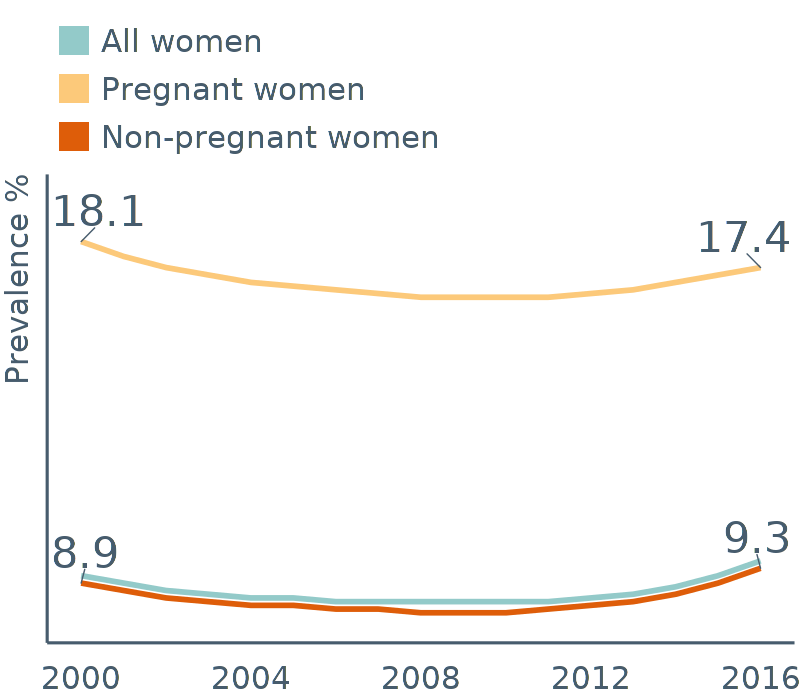 All women
Pregnant women
Non-pregnant women
Prevalence %
18.1
17.4
8.9
9.3
2000 2004 2008 2012 2016